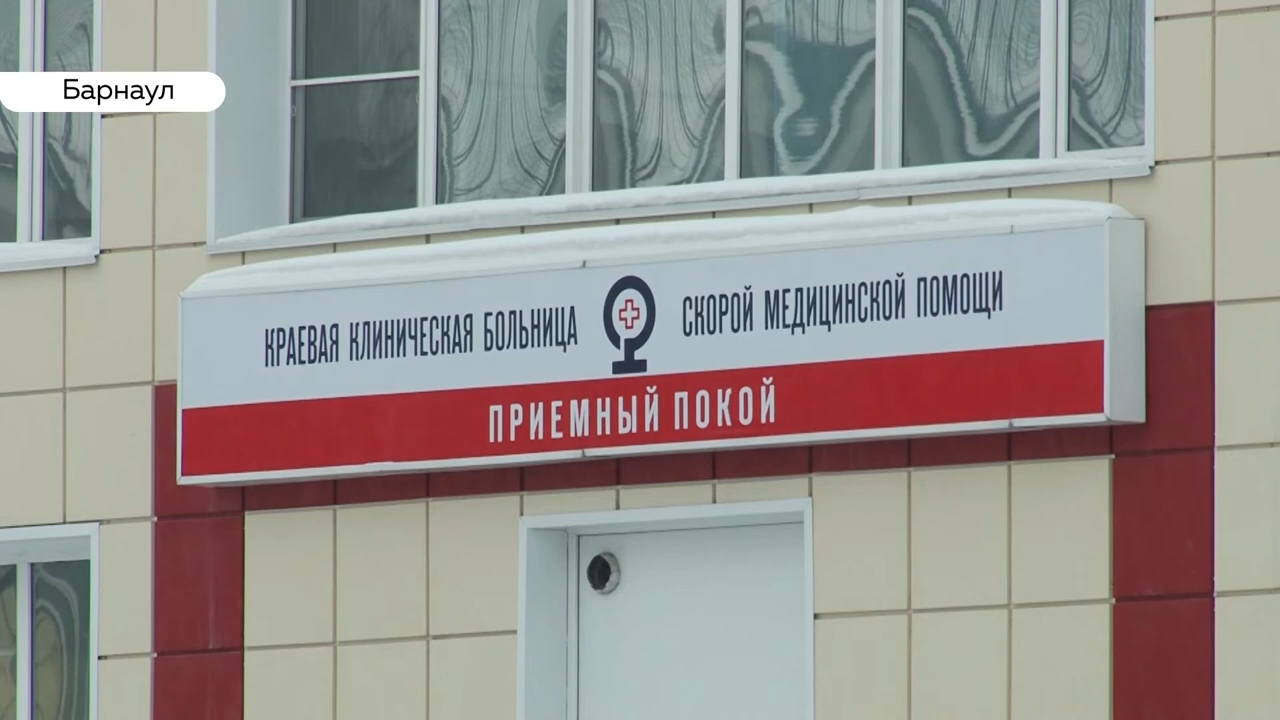 Барнаул
КРАЕВАЯ КЛИНИЧЕСКАЯ БОЛЬНИЦА СКОРОЙ МЕДИЦИНСКОЙ ПОМОЩИ
ПРИЕМНЫЙ ПОКОЙ